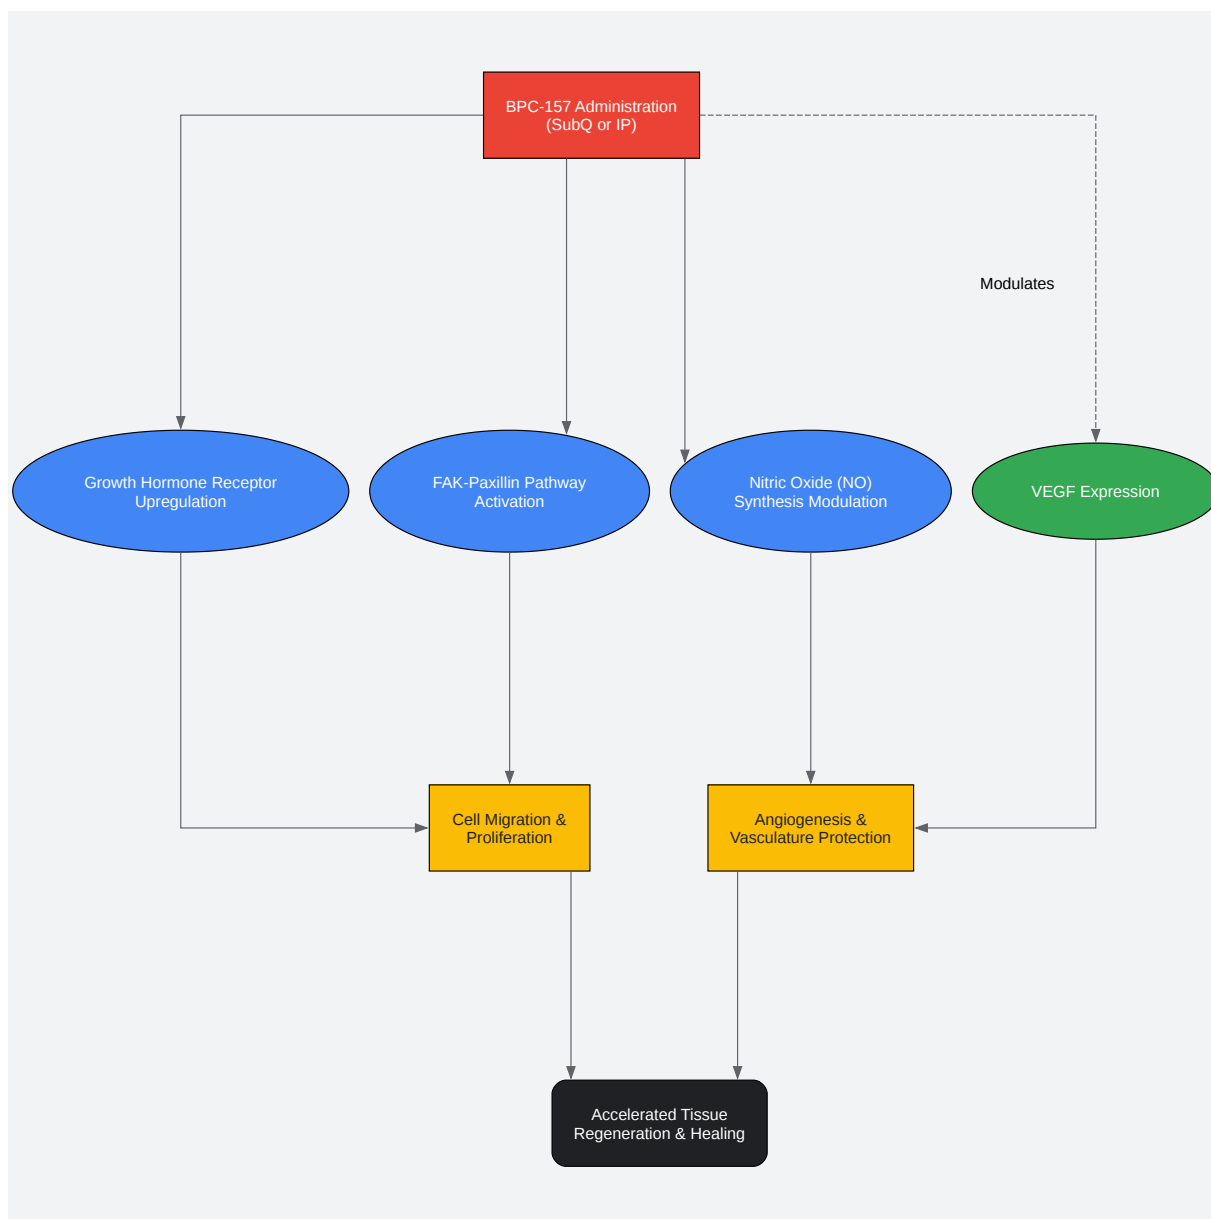 BPC-157 Administration
(SubQ or IP)
Modulates
Growth Hormone Receptor
Upregulation
FAK-Paxillin Pathway
Activation
Nitric Oxide (NO)
Synthesis Modulation
VEGF Expression
Cell Migration &
Proliferation
Angiogenesis &
Vasculature Protection
Accelerated Tissue
Regeneration & Healing